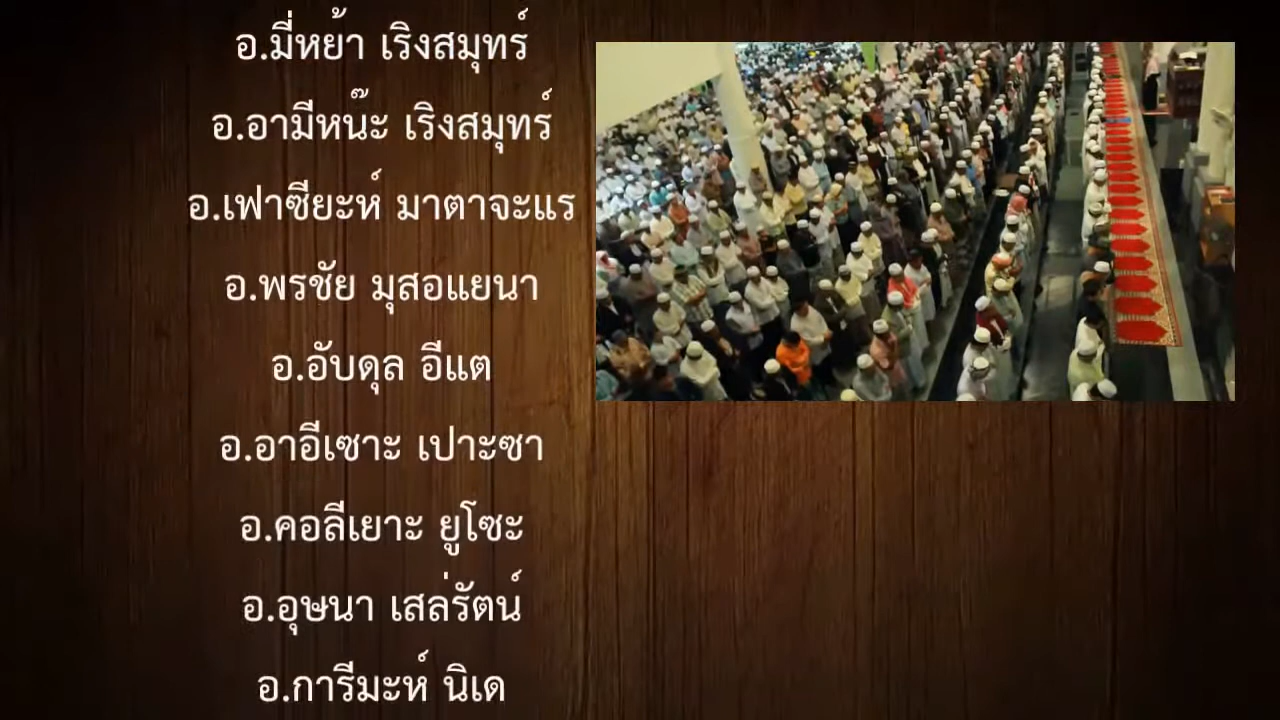 อ.มี่หย้า เริงสมุทร์
อ.อามีหน๊ะ เริงสมุทร์
อ.เฟาซียะห์ มาตาจะแร
อ.พรชัย มุสอแยนา
อ.อับดุล อีแต
อ.อาอีเซาะ เปาะซา
อ.คอลีเยาะ ยูโซะ
อ.อุษนา เสล่รัตน์
อ.การีมะห์ นิเด